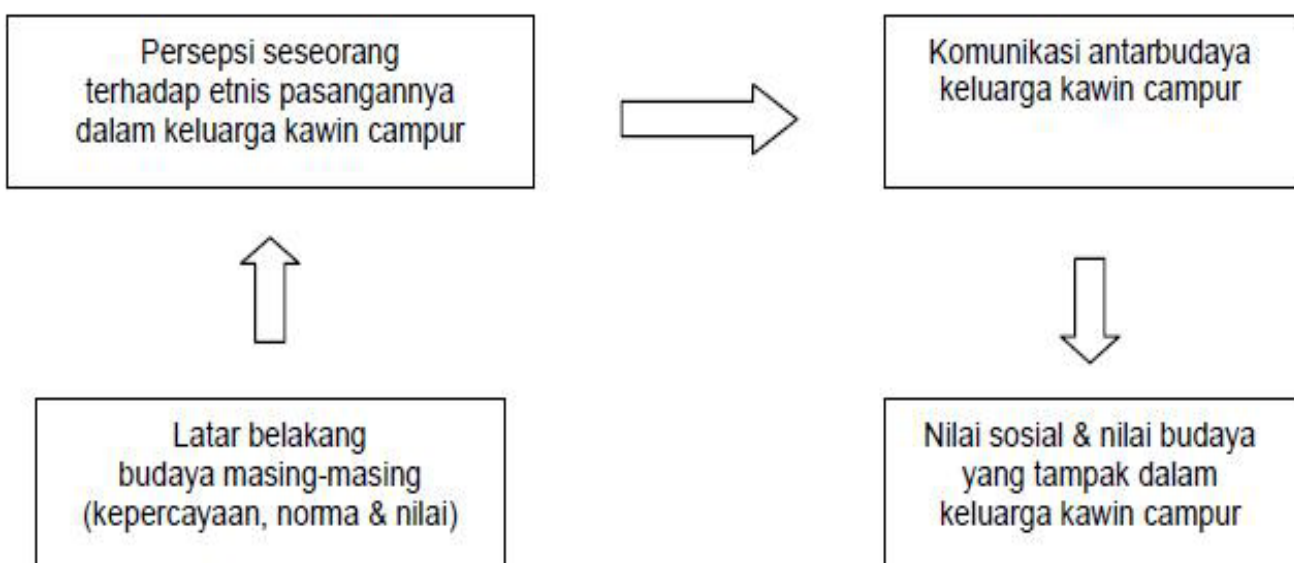 Persepsi seseorang
terhadap etnis pasangannya
dalam keluarga kawin campur
Komunikasi antarbudaya
keluarga kawin campur
Latar belakang
budaya masing-masing
(kepercayaan, norma & nilai)
Nilai sosial & nilai budaya
yang tampak dalam
keluarga kawin campur